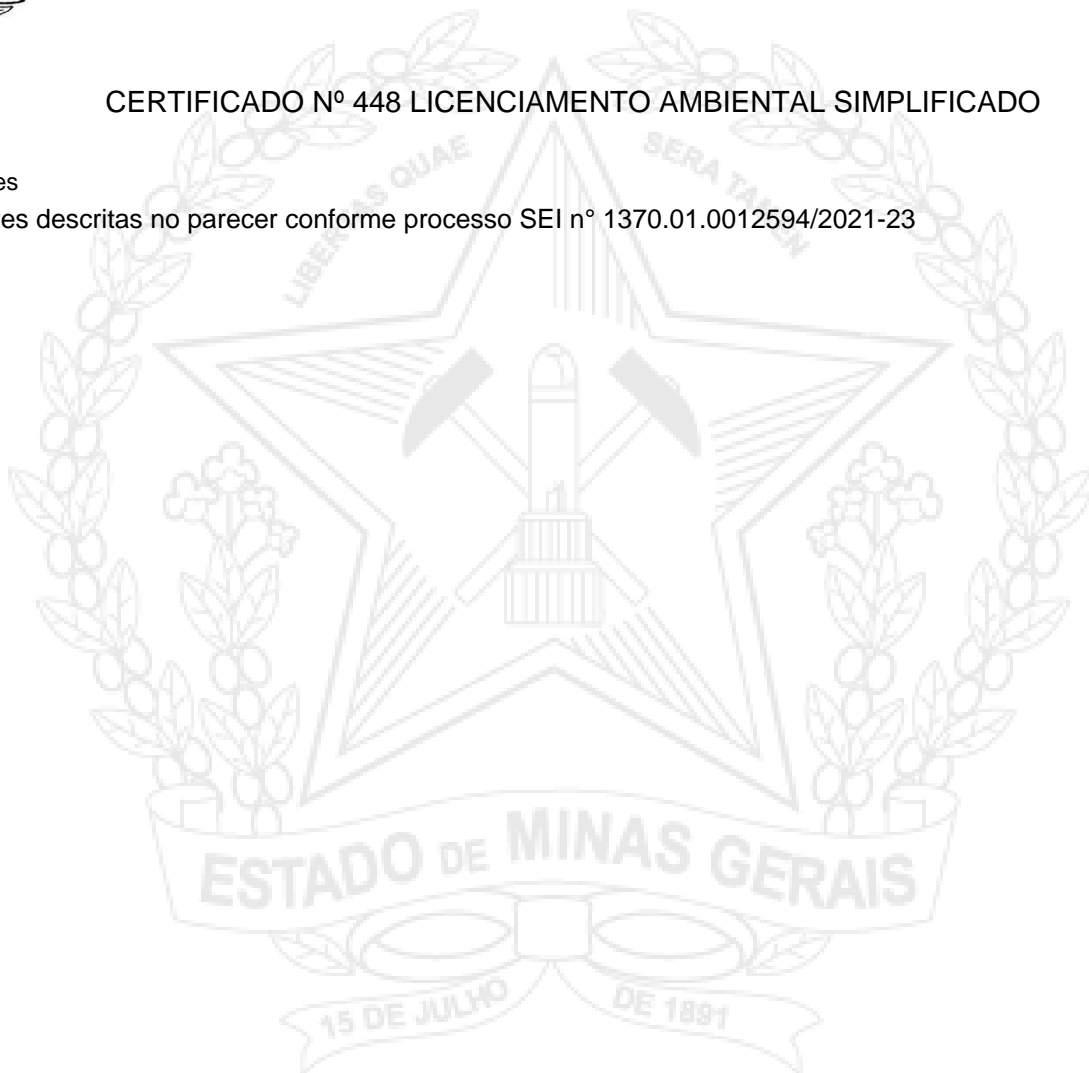 CERTIFICADO Nº 448 LICENCIAMENTO AMBIENTAL SIMPLIFICADO
LIBERTAS QUAE SERA TAMEN
es
es descritas no parecer conforme processo SEI n° 1370.01.0012594/2021-23
ESTADO DE MINAS GERAIS
15 DE JULHO DE 1891